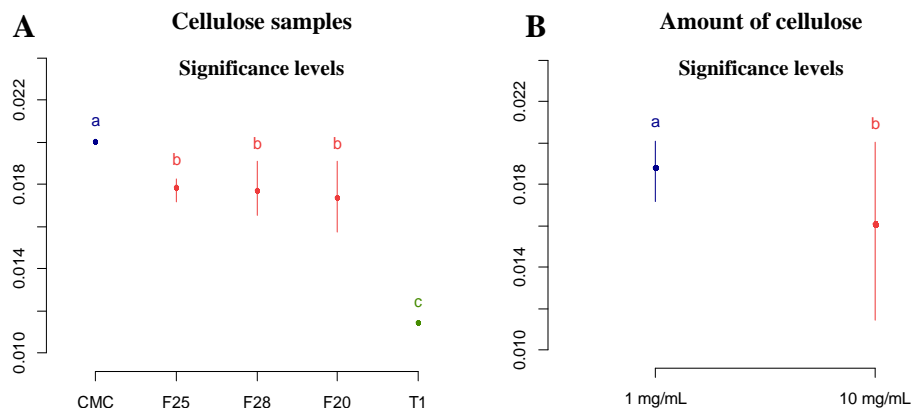 A
Cellulose samples
Significance levels
0.022
0.018
0.014
0.010
a
b
b
b
c
CMC
F25
F28
F20
T1
B
Amount of cellulose
Significance levels
0.022
0.018
0.014
0.010
a
b
1 mg/mL
10 mg/mL